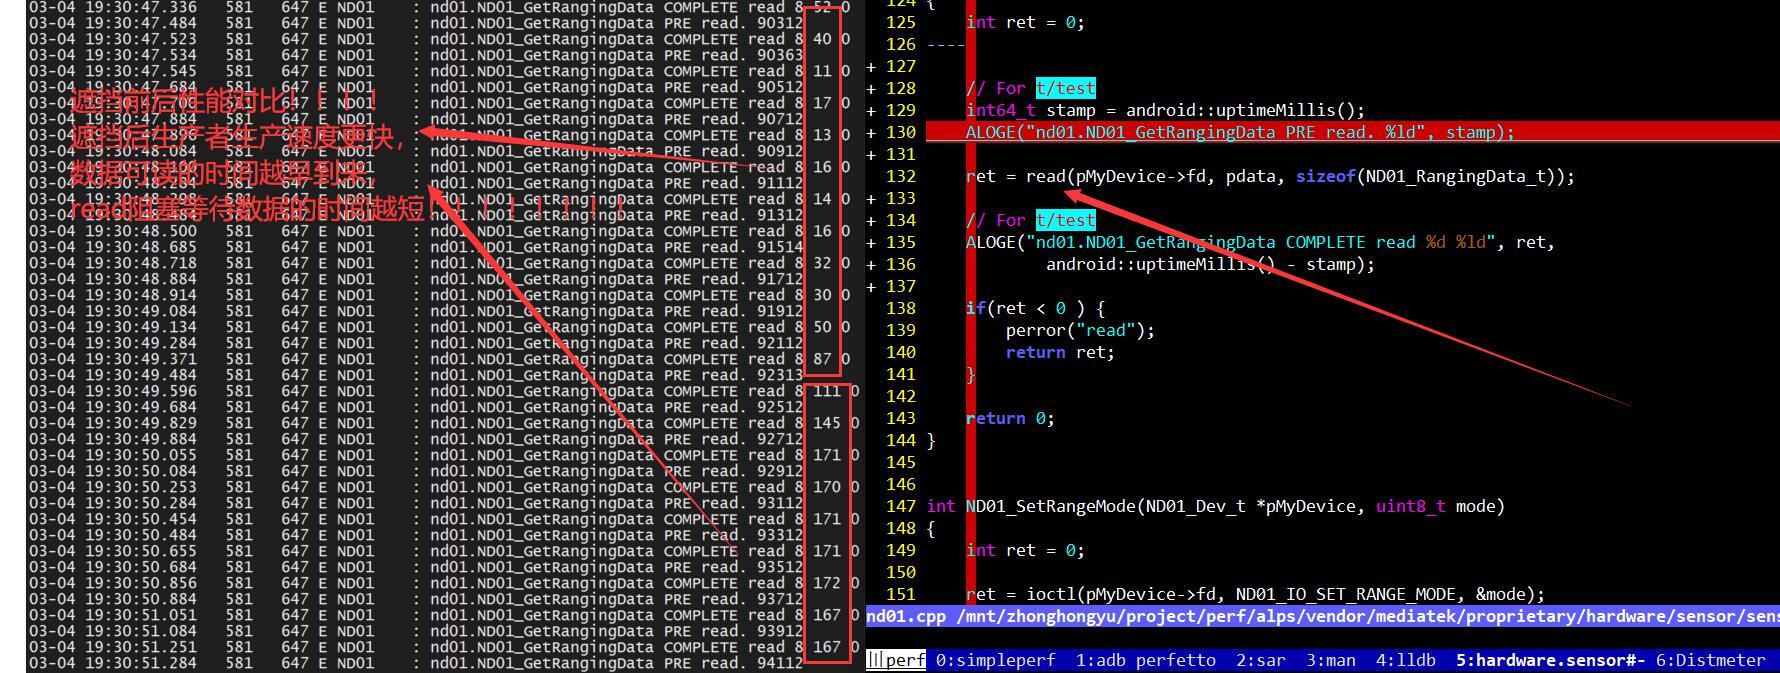 03-04 19:30:47.336 581 647 E ND01 : nd01.ND01_GetRangingData COMPLETE read 8 52 0
: nd01.ND01_GetRangingData PRE read. 90312
03-04 19:30:47.523 581 647 E ND01 : nd01.ND01_GetRangingData COMPLETE read 8 40 0
03-04 19:30:47.534 581 647 E ND01 : nd01.ND01_GetRangingData PRE read. 90363
03-04 19:30:47.545 581 647 E ND01 : nd01.ND01_GetRangingData COMPLETE read 8 11 0
03-04 19:30:47.684 581 647 E ND01 : nd01.ND01_GetRangingData PRE read. 90512
03-04 19:30:47.700 581 647 E ND01 : nd01.ND01_GetRangingData COMPLETE read 8 17 0
03-04 19:30:47.884 581 647 E ND01 : nd01.ND01_GetRangingData PRE read. 90712
03-04 19:30:47.896 581 647 E ND01 : nd01.ND01_GetRangingData COMPLETE read 8 13 0
03-04 19:30:48.084 581 647 E ND01 : nd01.ND01_GetRangingData PRE read. 90912
03-04 19:30:48.100 581 647 E ND01 : nd01.ND01_GetRangingData COMPLETE read 8 16 0
03-04 19:30:48.284 581 647 E ND01 : nd01.ND01_GetRangingData PRE read. 91112
03-04 19:30:48.298 581 647 E ND01 : nd01.ND01_GetRangingData COMPLETE read 8 14 0
03-04 19:30:48.484 581 647 E ND01 : nd01.ND01_GetRangingData PRE read. 91312
03-04 19:30:48.500 581 647 E ND01 : nd01.ND01_GetRangingData COMPLETE read 8 16 0
03-04 19:30:48.685 581 647 E ND01 : nd01.ND01_GetRangingData PRE read. 91514
03-04 19:30:48.718 581 647 E ND01 : nd01.ND01_GetRangingData COMPLETE read 8 32 0
03-04 19:30:48.884 581 647 E ND01 : nd01.ND01_GetRangingData PRE read. 91712
03-04 19:30:48.914 581 647 E ND01 : nd01.ND01_GetRangingData COMPLETE read 8 30 0
03-04 19:30:49.084 581 647 E ND01 : nd01.ND01_GetRangingData PRE read. 91912
03-04 19:30:49.134 581 647 E ND01 : nd01.ND01_GetRangingData COMPLETE read 8 50 0
03-04 19:30:49.284 581 647 E ND01 : nd01.ND01_GetRangingData PRE read. 92112
03-04 19:30:49.371 581 647 E ND01 : nd01.ND01_GetRangingData COMPLETE read 8 87 0
03-04 19:30:49.484 581 647 E ND01 : nd01.ND01_GetRangingData PRE read. 92313
03-04 19:30:49.596 581 647 E ND01 : nd01.ND01_GetRangingData COMPLETE read 8 111 0
03-04 19:30:49.684 581 647 E ND01 : nd01.ND01_GetRangingData PRE read. 92512
03-04 19:30:49.829 581 647 E ND01 : nd01.ND01_GetRangingData COMPLETE read 8 145 0
03-04 19:30:49.884 581 647 E ND01 : nd01.ND01_GetRangingData PRE read. 92712
03-04 19:30:50.055 581 647 E ND01 : nd01.ND01_GetRangingData COMPLETE read 8 171 0
03-04 19:30:50.084 581 647 E ND01 : nd01.ND01_GetRangingData PRE read. 92912
03-04 19:30:50.253 581 647 E ND01 : nd01.ND01_GetRangingData COMPLETE read 8 170 0
03-04 19:30:50.284 581 647 E ND01 : nd01.ND01_GetRangingData PRE read. 93112
03-04 19:30:50.454 581 647 E ND01 : nd01.ND01_GetRangingData COMPLETE read 8 171 0
03-04 19:30:50.484 581 647 E ND01 : nd01.ND01_GetRangingData PRE read. 93312
03-04 19:30:50.655 581 647 E ND01 : nd01.ND01_GetRangingData COMPLETE read 8 171 0
03-04 19:30:50.684 581 647 E ND01 : nd01.ND01_GetRangingData PRE read. 93512
03-04 19:30:50.856 581 647 E ND01 : nd01.ND01_GetRangingData COMPLETE read 8 172 0
03-04 19:30:50.884 581 647 E ND01 : nd01.ND01_GetRangingData PRE read. 93712
03-04 19:30:51.051 581 647 E ND01 : nd01.ND01_GetRangingData COMPLETE read 8 167 0
03-04 19:30:51.084 581 647 E ND01 : nd01.ND01_GetRangingData PRE read. 93912
03-04 19:30:51.251 581 647 E ND01 : nd01.ND01_GetRangingData COMPLETE read 8 167 0
03-04 19:30:51.284 581 647 E ND01 : nd01.ND01_GetRangingData PRE read. 94112
遮挡前后性能对比！！！！
遮挡后生产者生产速度更快，
数据可读的时间越早到来，
read阻塞等待数据的时间越短！！！！！！！！！
124 {
125 int ret = 0;
126 ----
+ 127
+ 128 // For t/test
+ 129 int64_t stamp = android::uptimeMillis();
+ 130 ALOGE("nd01.ND01_GetRangingData PRE read. %ld", stamp);
+ 131
132 ret = read(pMyDevice->fd, pdata, sizeof(ND01_RangingData_t));
+ 133
+ 134 // For t/test
+ 135 ALOGE("nd01.ND01_GetRangingData COMPLETE read %d %ld", ret,
+ 136 android::uptimeMillis() - stamp);
+ 137
138 if(ret < 0 ) {
139 perror("read");
140 return ret;
141 }
142
143 return 0;
144 }
145
146
147 int ND01_SetRangeMode(ND01_Dev_t *pMyDevice, uint8_t mode)
148 {
149 int ret = 0;
150
151 ret = ioctl(pMyDevice->fd, ND01_IO_SET_RANGE_MODE, &mode);
nd01.cpp /mnt/zhonghongyu/project/perf/alps/vendor/mediatek/proprietary/hardware/sensor/sens
perf 0:simpleperf 1:adb perfetto 2:sar 3:man 4:lldb 5:hardware.sensor#- 6:Distmeter